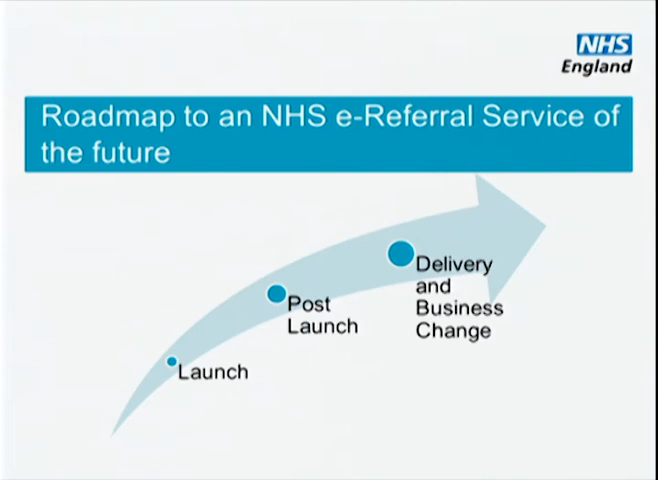 NHS
England
Roadmap to an NHS e-Referral Service of
the future
Delivery
and
Business
Change
Post
Launch
Launch